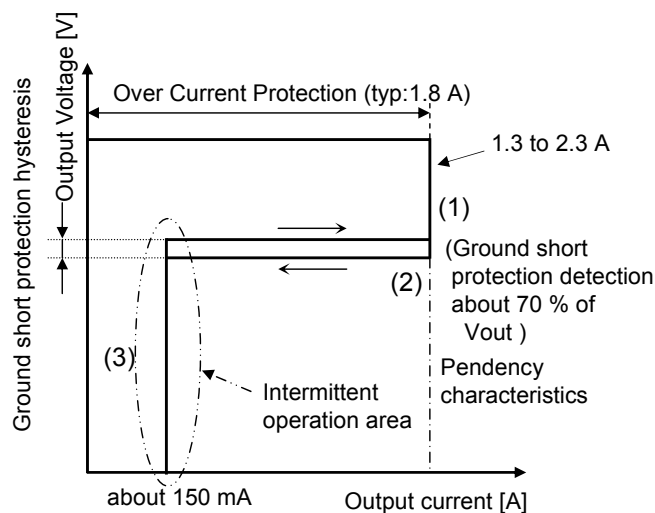 Ground short protection hysteresis
Output Voltage [V]
Over Current Protection (typ:1.8 A)
1.3 to 2.3 A
(1)
(Ground short
protection detection
about 70 % of
Vout )
(2)
(3)
Pendency
characteristics
Intermittent
operation area
about 150 mA
Output current [A]